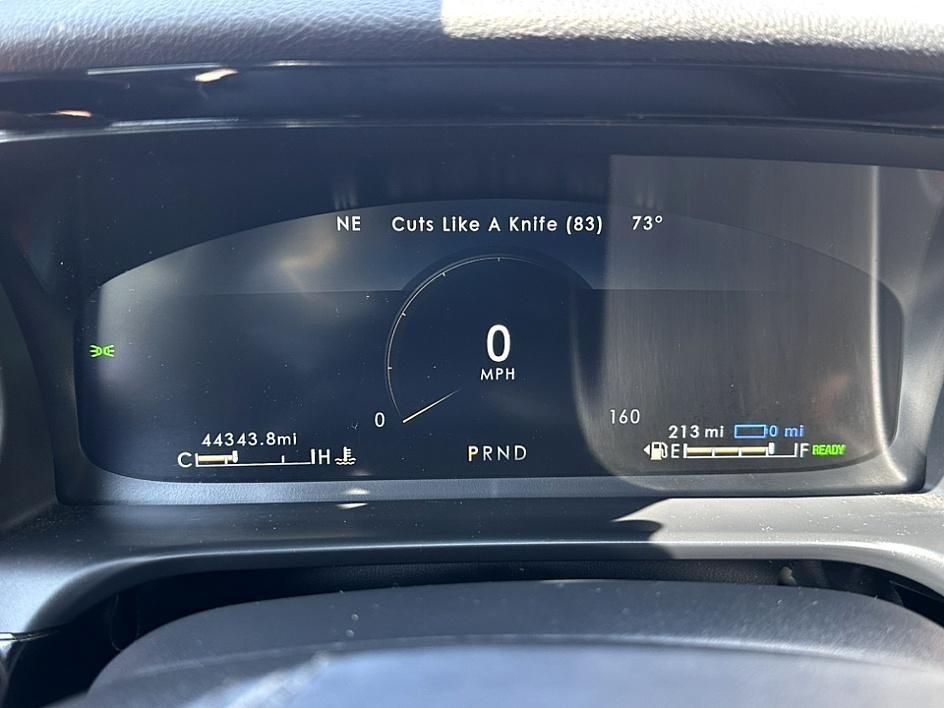 NE Cuts Like A Knife (83) 73°
0
MPH
0 160
44343.8mi 213 mi 0 mi
C H E F READY
PRND